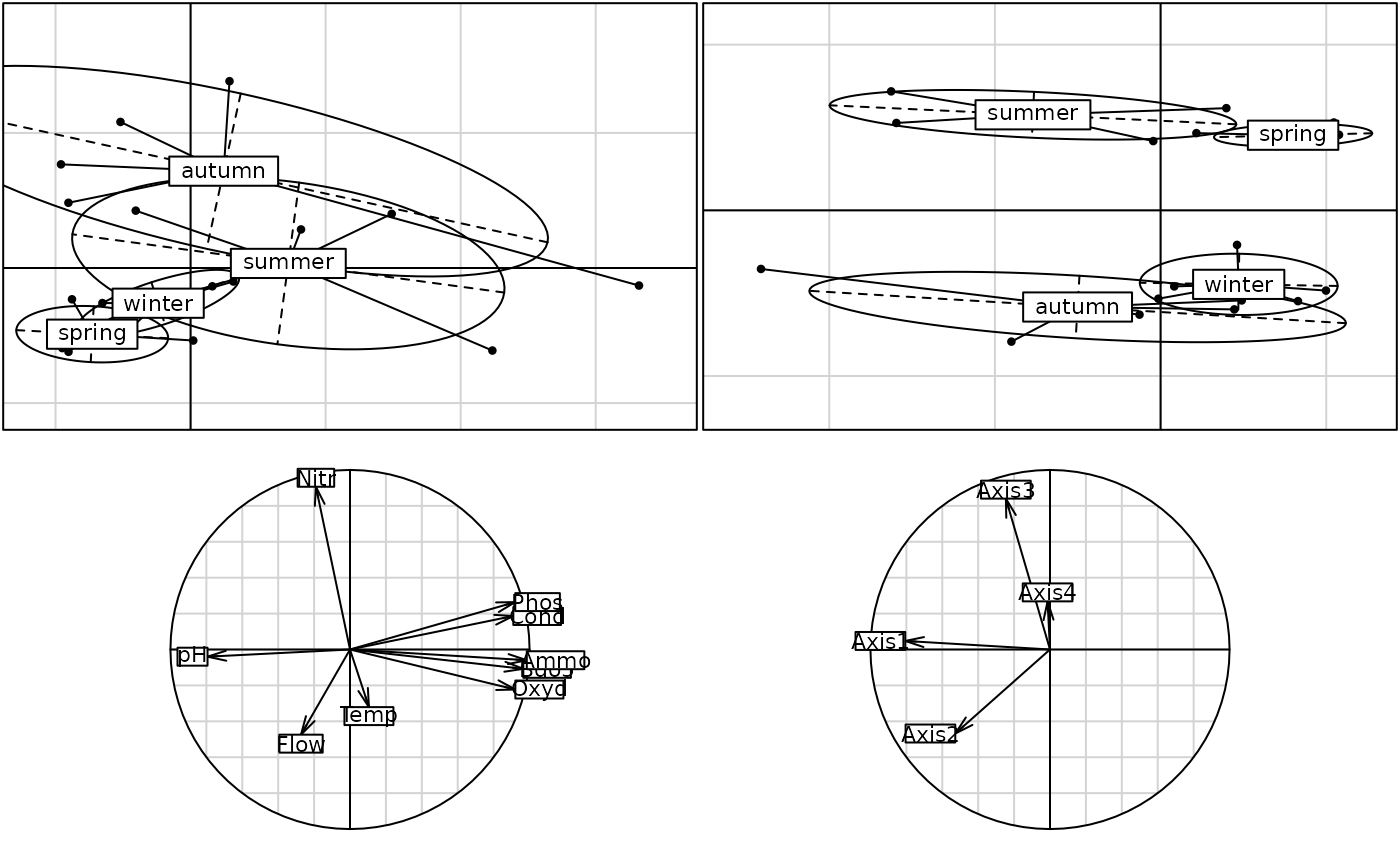 autumn
summer
winter
spring
summer
spring
winter
autumn
Nitr
Phos
Cond
pH
Ammo
Oxyd
Temp
Flow
Axis3
Axis4
Axis1
Axis2